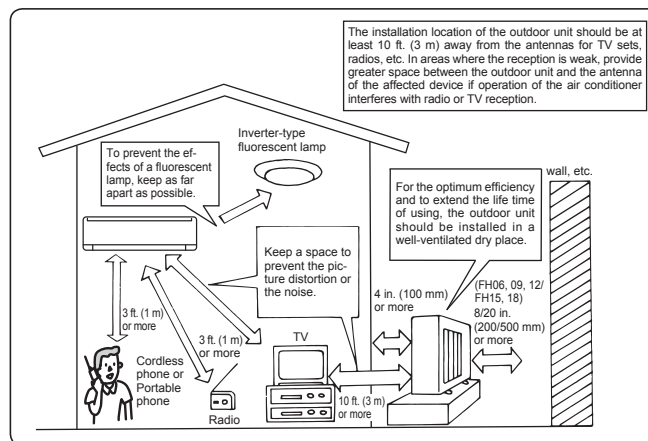 The installation location of the outdoor unit should be at
least 10 ft. (3 m) away from the antennas for TV sets,
radios, etc. In areas where the reception is weak, provide
greater space between the outdoor unit and the antenna
of the affected device if operation of the air conditioner
interferes with radio or TV reception.
Inverter-type
fluorescent lamp
To prevent the ef-
fects of a fluorescent
lamp, keep as far
apart as possible.
wall, etc.
For the optimum efficiency
and to extend the life time
of using, the outdoor unit
should be installed in a
well-ventilated dry place.
Keep a space to
prevent the pic-
ture distortion or
the noise.
4 in. (100 mm)
or more
(FH06, 09, 12/
FH15, 18)
8/20 in.
(200/500 mm)
or more
3 ft. (1 m)
or more
3 ft. (1 m)
or more
TV
Cordless
phone or
Portable
phone
Radio
10 ft. (3 m)
or more